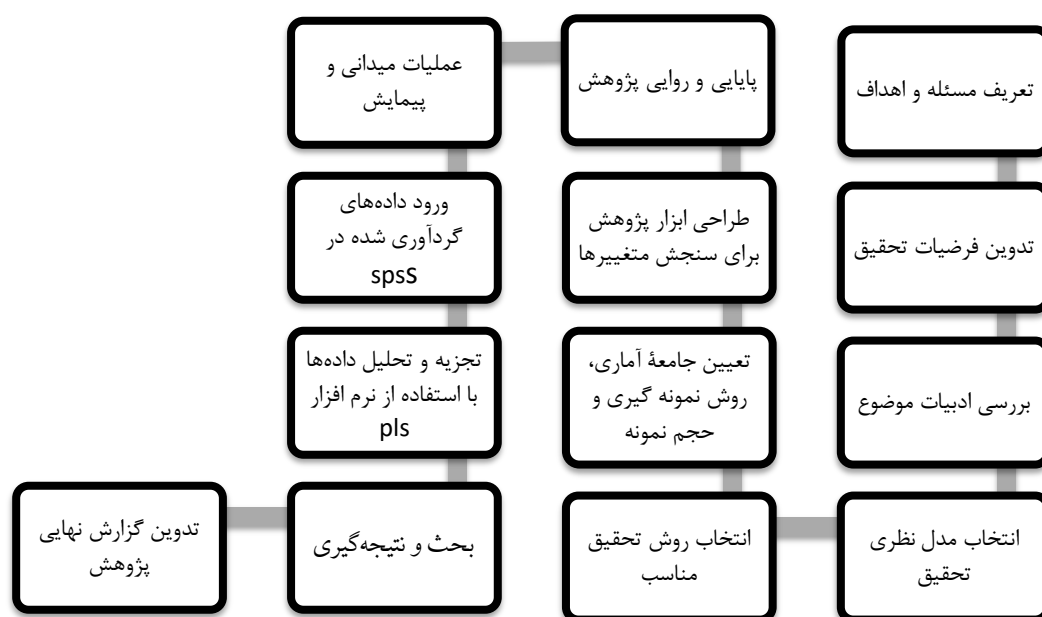 تعریف مسئله و اهداف
تدوین فرضیات تحقیق
بررسی ادبیات موضوع
انتخاب مدل نظری
تحقیق
انتخاب روش تحقیق
مناسب
تعیین جامعۀ آماری،
روش نمونه گیری و
حجم نمونه
طراحی ابزار پژوهش
برای سنجش متغییرها
پایایی و روایی پژوهش
عملیات میدانی و
پیمایش
ورود داده‌های
گردآوری شده در
spsS
تجزیه و تحلیل داده‌ها
با استفاده از نرم افزار
pls
بحث و نتیجه‌گیری
تدوین گزارش نهایی
پژوهش